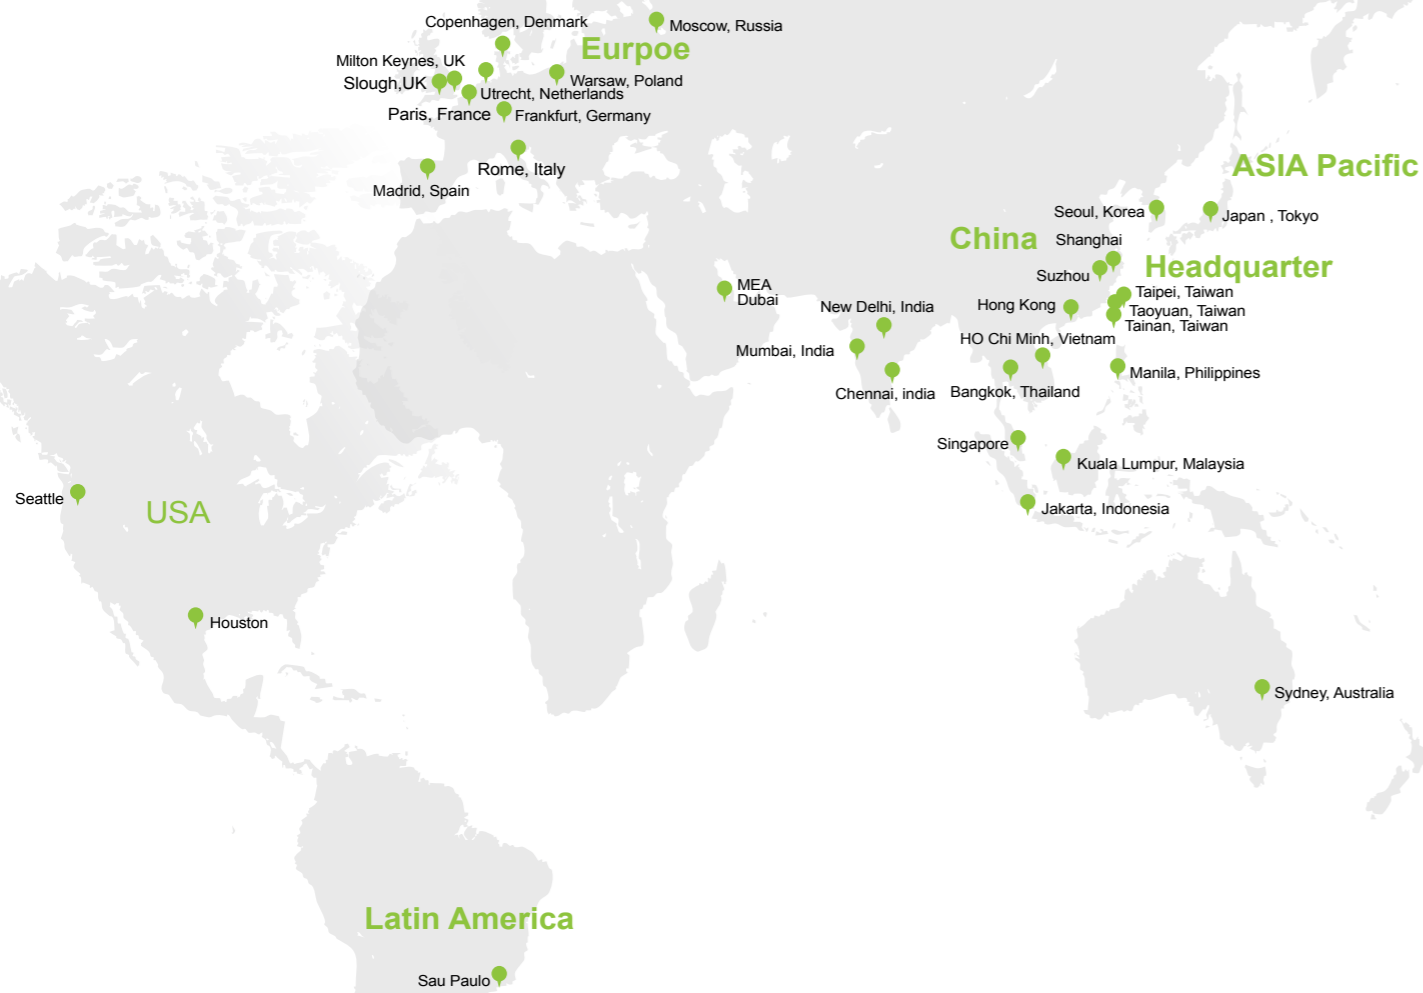 Copenhagen, Denmark
Moscow, Russia
Eurpoe
Milton Keynes, UK
Slough,UK
Warsaw, Poland
Utrecht, Netherlands
Paris, France
Frankfurt, Germany
Rome, Italy
Madrid, Spain
ASIA Pacific
Seoul, Korea
Japan , Tokyo
China
Shanghai
Headquarter
Suzhou
MEA
Dubai
Taipei, Taiwan
New Delhi, India
Hong Kong
Taoyuan, Taiwan
Tainan, Taiwan
HO Chi Minh, Vietnam
Mumbai, India
Manila, Philippines
Chennai, india
Bangkok, Thailand
Singapore
Kuala Lumpur, Malaysia
Seattle
USA
Jakarta, Indonesia
Houston
Sydney, Australia
Latin America
Sau Paulo